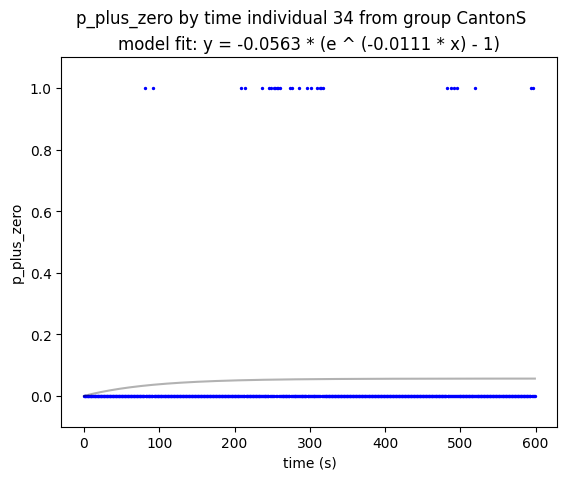 p_plus_zero by time individual 34 from group CantonS
model fit: y = -0.0563 * (e ^ (-0.0111 * x) - 1)
1.0
0.8
0.6
0.4
0.2
0.0
p_plus_zero
0 100 200 300 400 500 600
time (s)